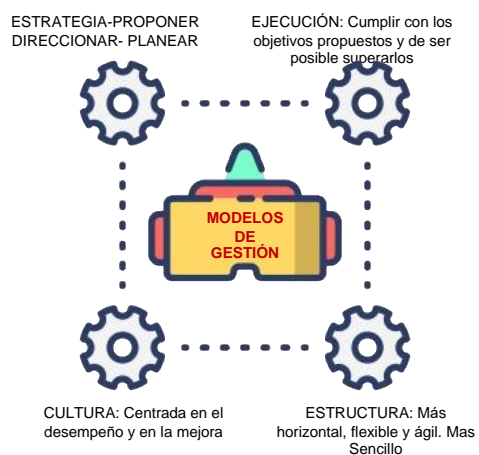 ESTRATEGIA-PROPONER
DIRECCIONAR- PLANEAR
EJECUCIÓN: Cumplir con los
objetivos propuestos y de ser
posible superarlos
MODELOS
DE
GESTIÓN
CULTURA: Centrada en el
desempeño y en la mejora
ESTRUCTURA: Más
horizontal, flexible y ágil. Mas
Sencillo